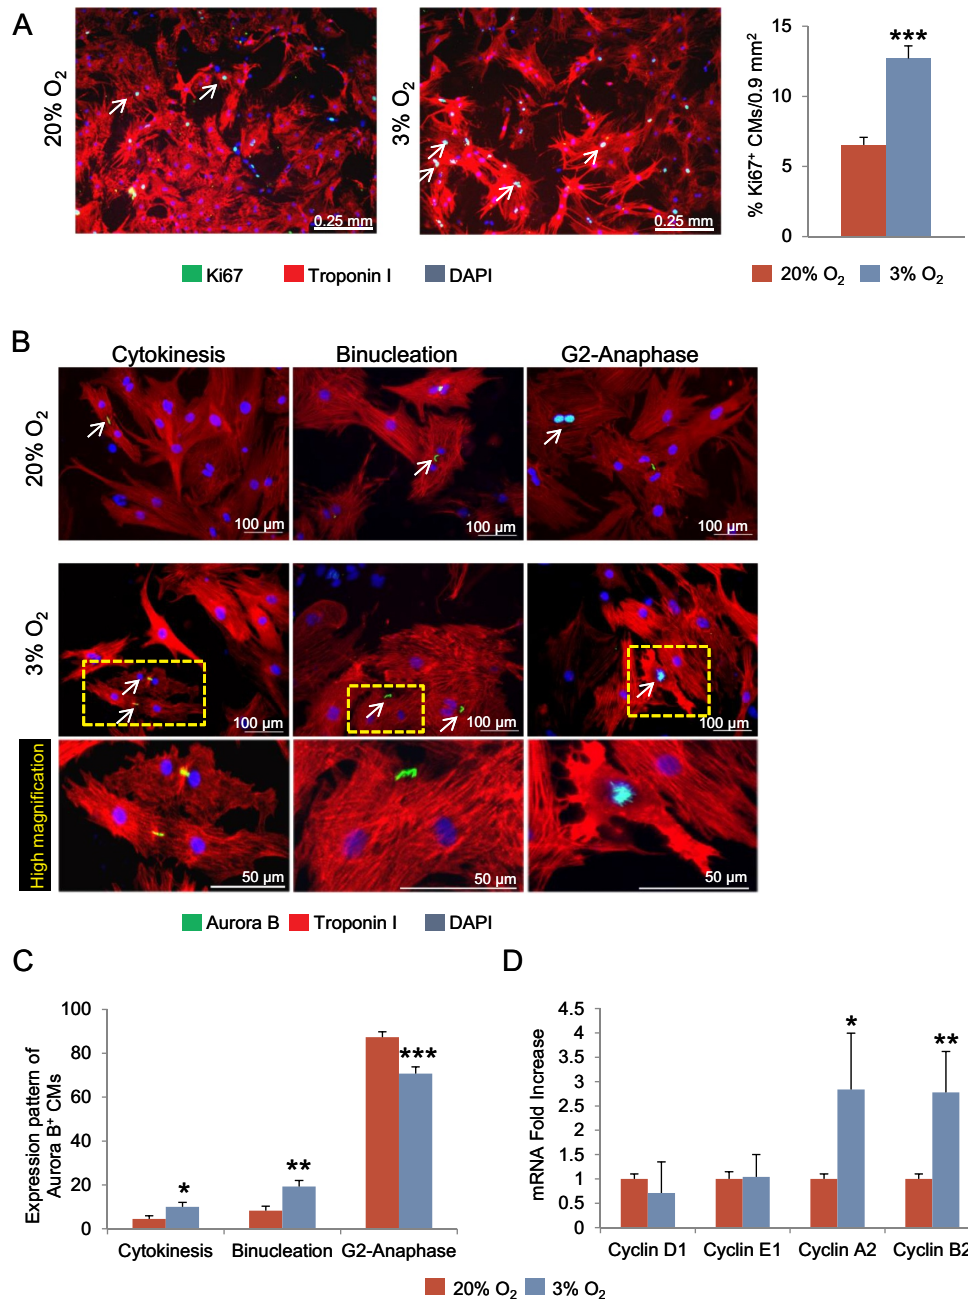 A
20% O2
0.25 mm
3% O2
0.25 mm
% Ki67+ CMs/0.9 mm2
15
10
5
0
***
Ki67 Troponin I DAPI
20% O2 3% O2
B
Cytokinesis Binucleation G2-Anaphase
20% O2
100 µm 100 µm 100 µm
3% O2
100 µm 100 µm 100 µm
High magnification
50 µm 50 µm 50 µm
Aurora B Troponin I DAPI
C
Expression pattern of
Aurora B+ CMs
100
80
60
40
20
0
* ** ***
Cytokinesis Binucleation G2-Anaphase
D
mRNA Fold Increase
4.5
4
3.5
3
2.5
2
1.5
1
0.5
0
* **
Cyclin D1 Cyclin E1 Cyclin A2 Cyclin B2
20% O2 3% O2